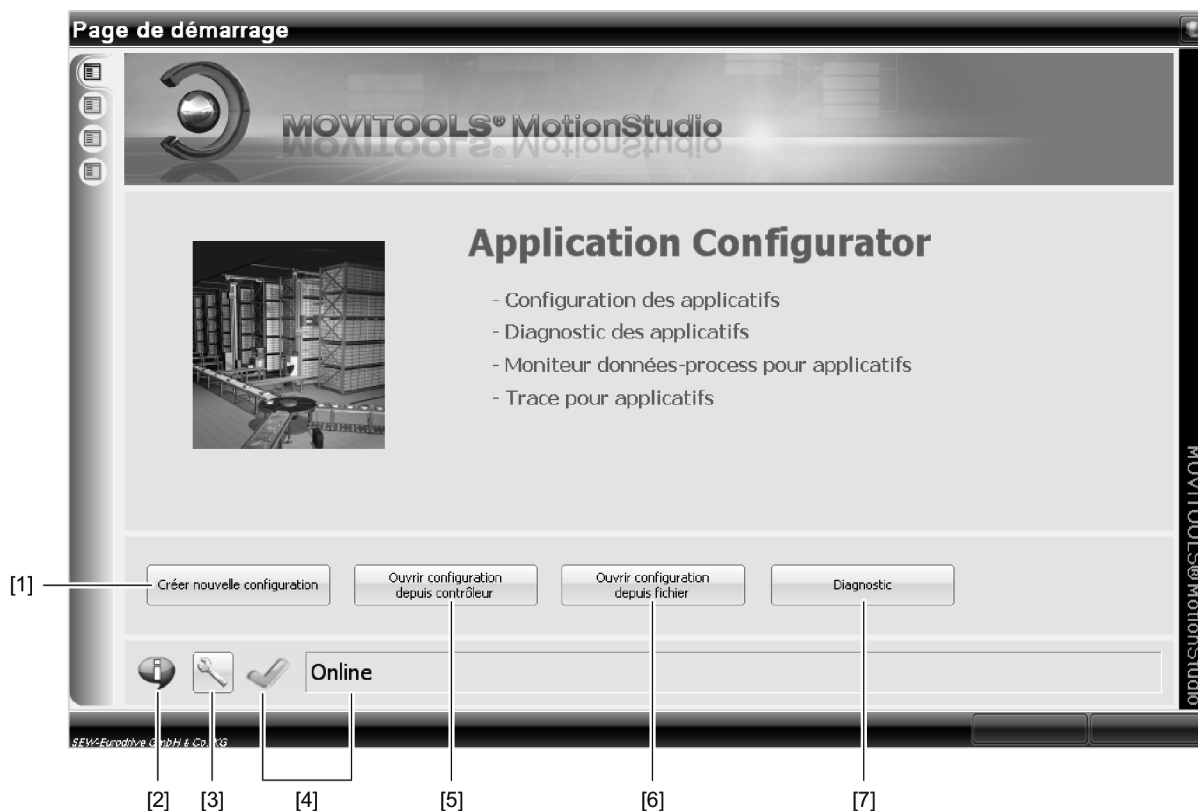 Page de démarrage
MOVITOOLS® MotionStudio
Application Configurator
- Configuration des applicatifs
- Diagnostic des applicatifs
- Moniteur données-process pour applicatifs
- Trace pour applicatifs
MOVITOOLS®MotionStudio
[1]
Créer nouvelle configuration
Ouvrir configuration
depuis contrôleur
Ouvrir configuration
depuis fichier
Diagnostic
Online
SEW-Eurodrive GmbH & Co. KG
[2] [3] [4] [5] [6] [7]